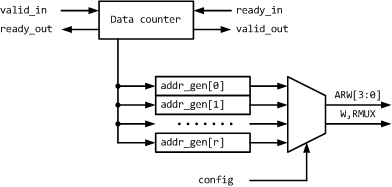 valid_in
ready_out
Data counter
ready_in
valid_out
addr_gen[0]
addr_gen[1]
.......
addr_gen[r]
ARW[3:0]
W,RMUX
config